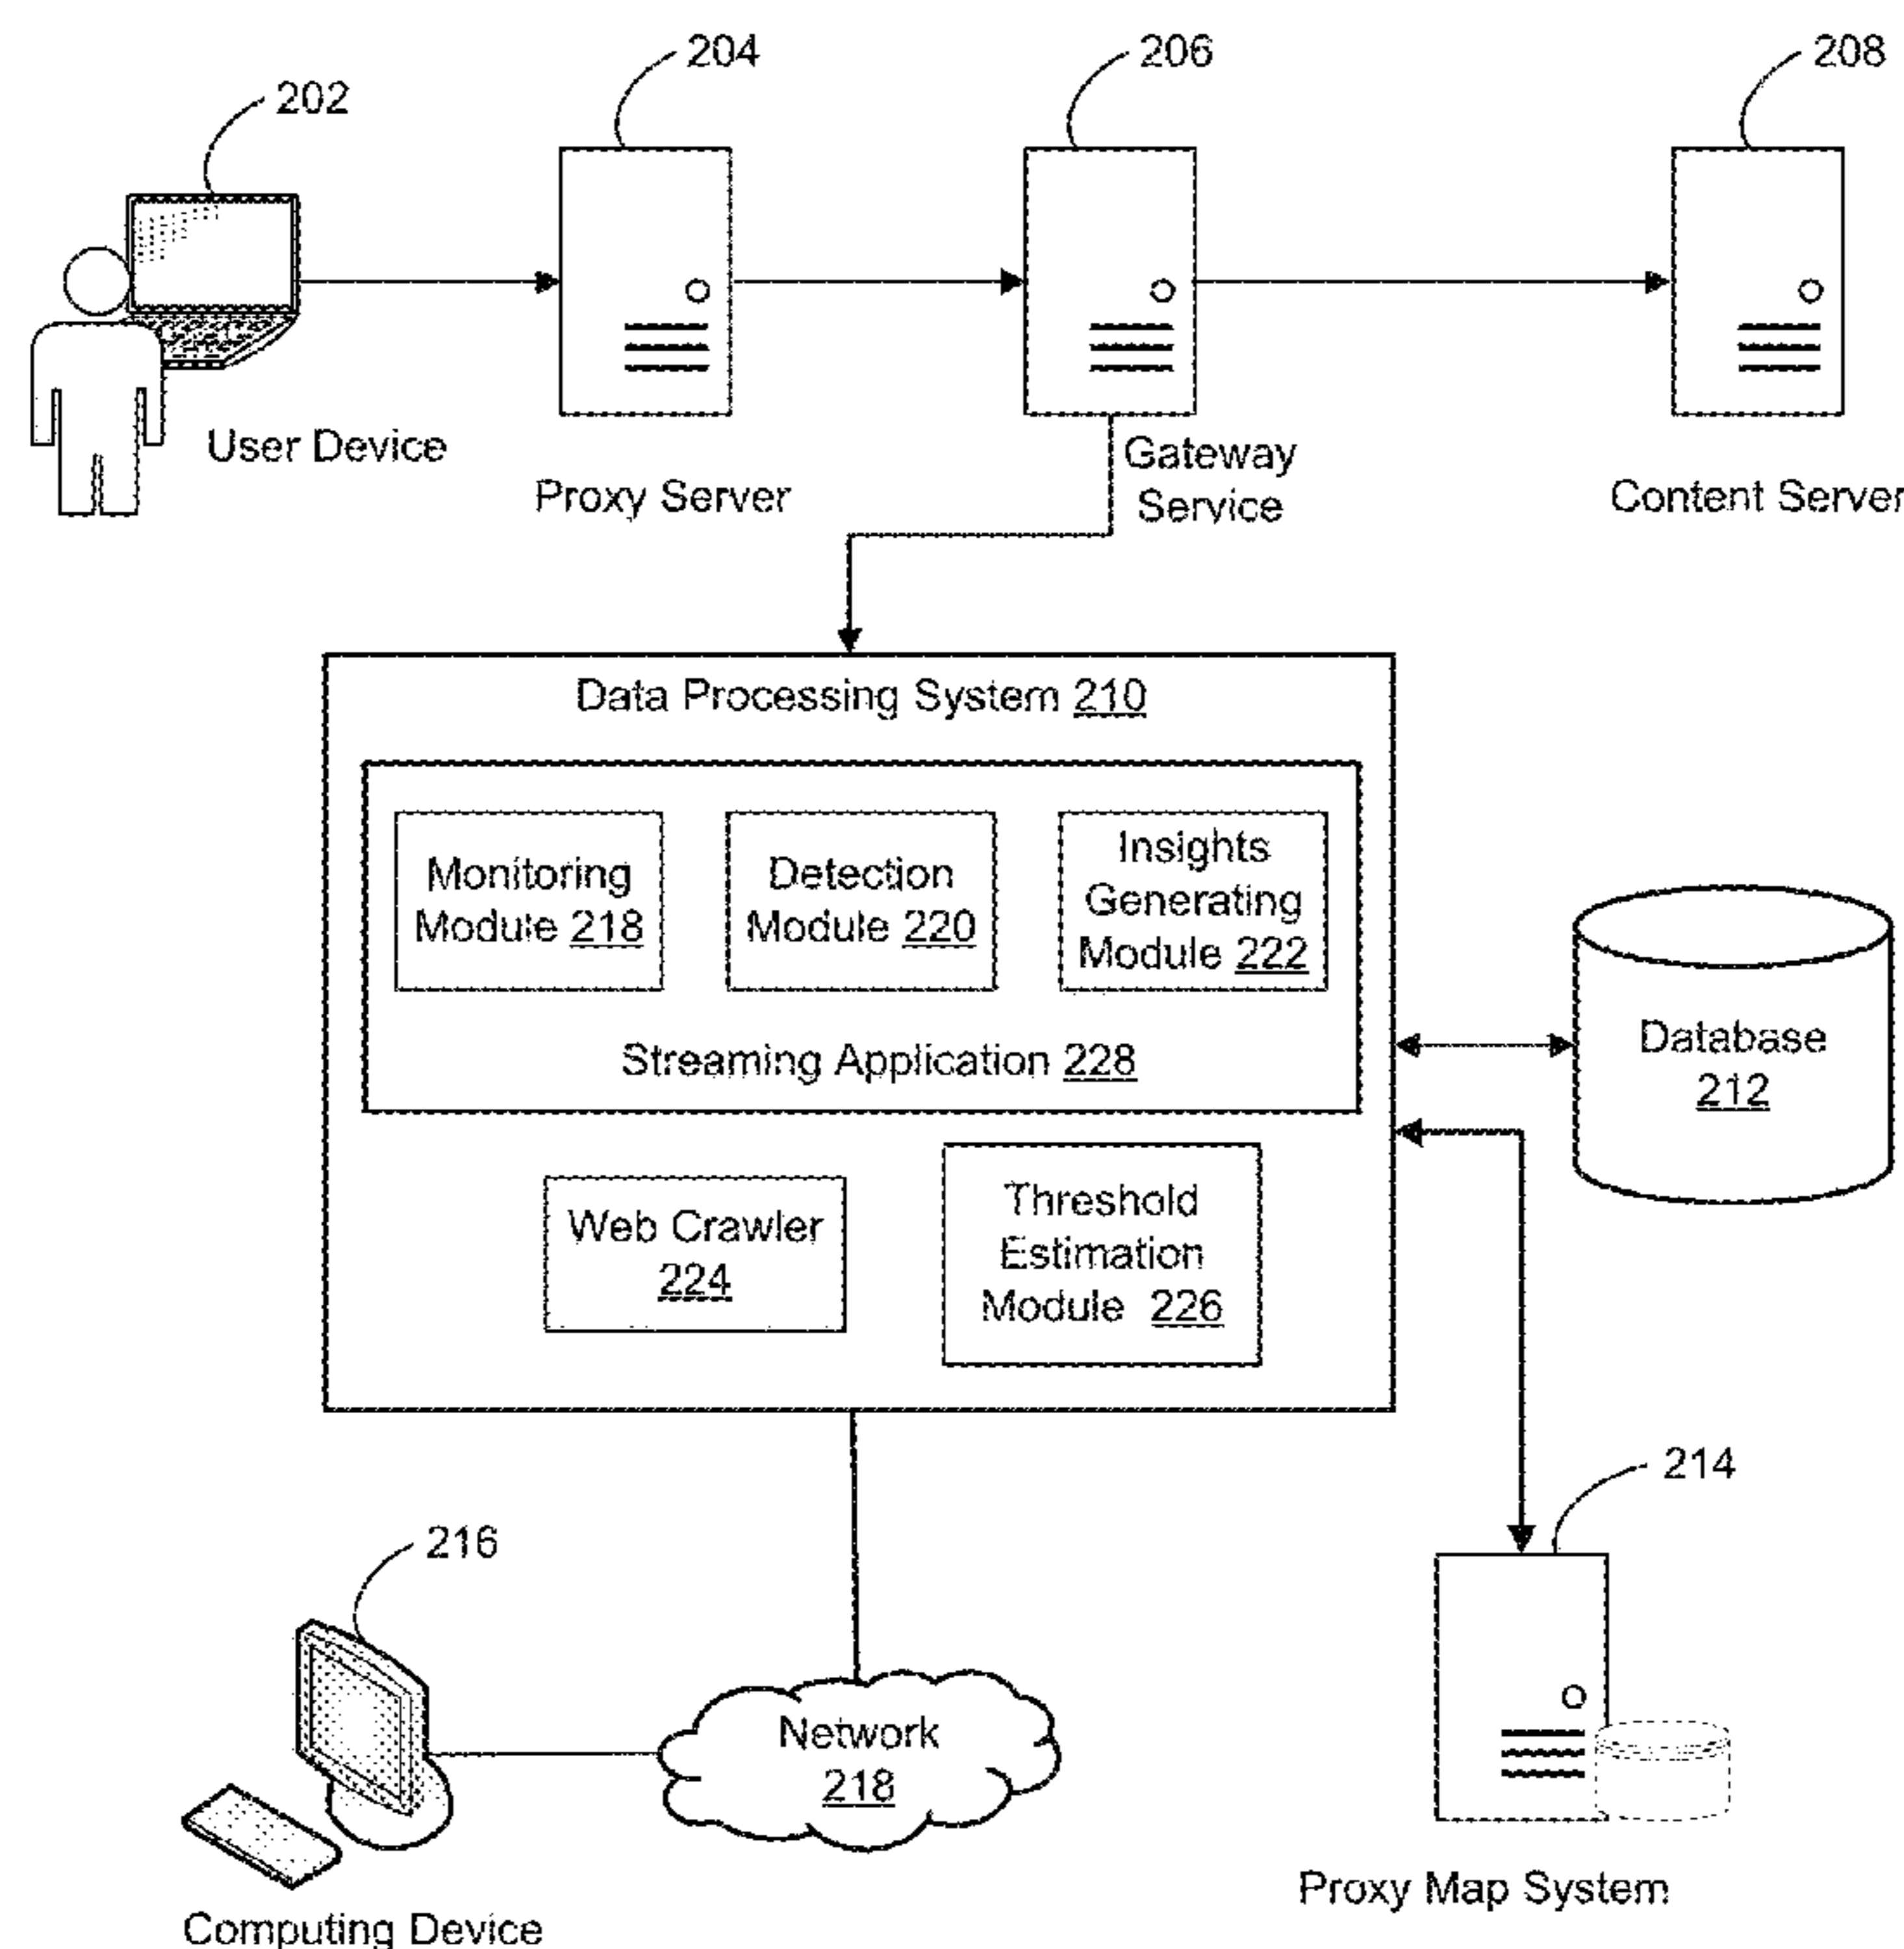 204
206
208
202
User Device
Proxy Server
Gateway
Service
Content Server
Data Processing System 210
Monitoring
Module 218
Detection
Module 220
Insights
Generating
Module 222
Streaming Application 228
Database
212
Web Crawler
224
Threshold
Estimation
Module 226
214
216
Network
218
Proxy Map System
Computing Device